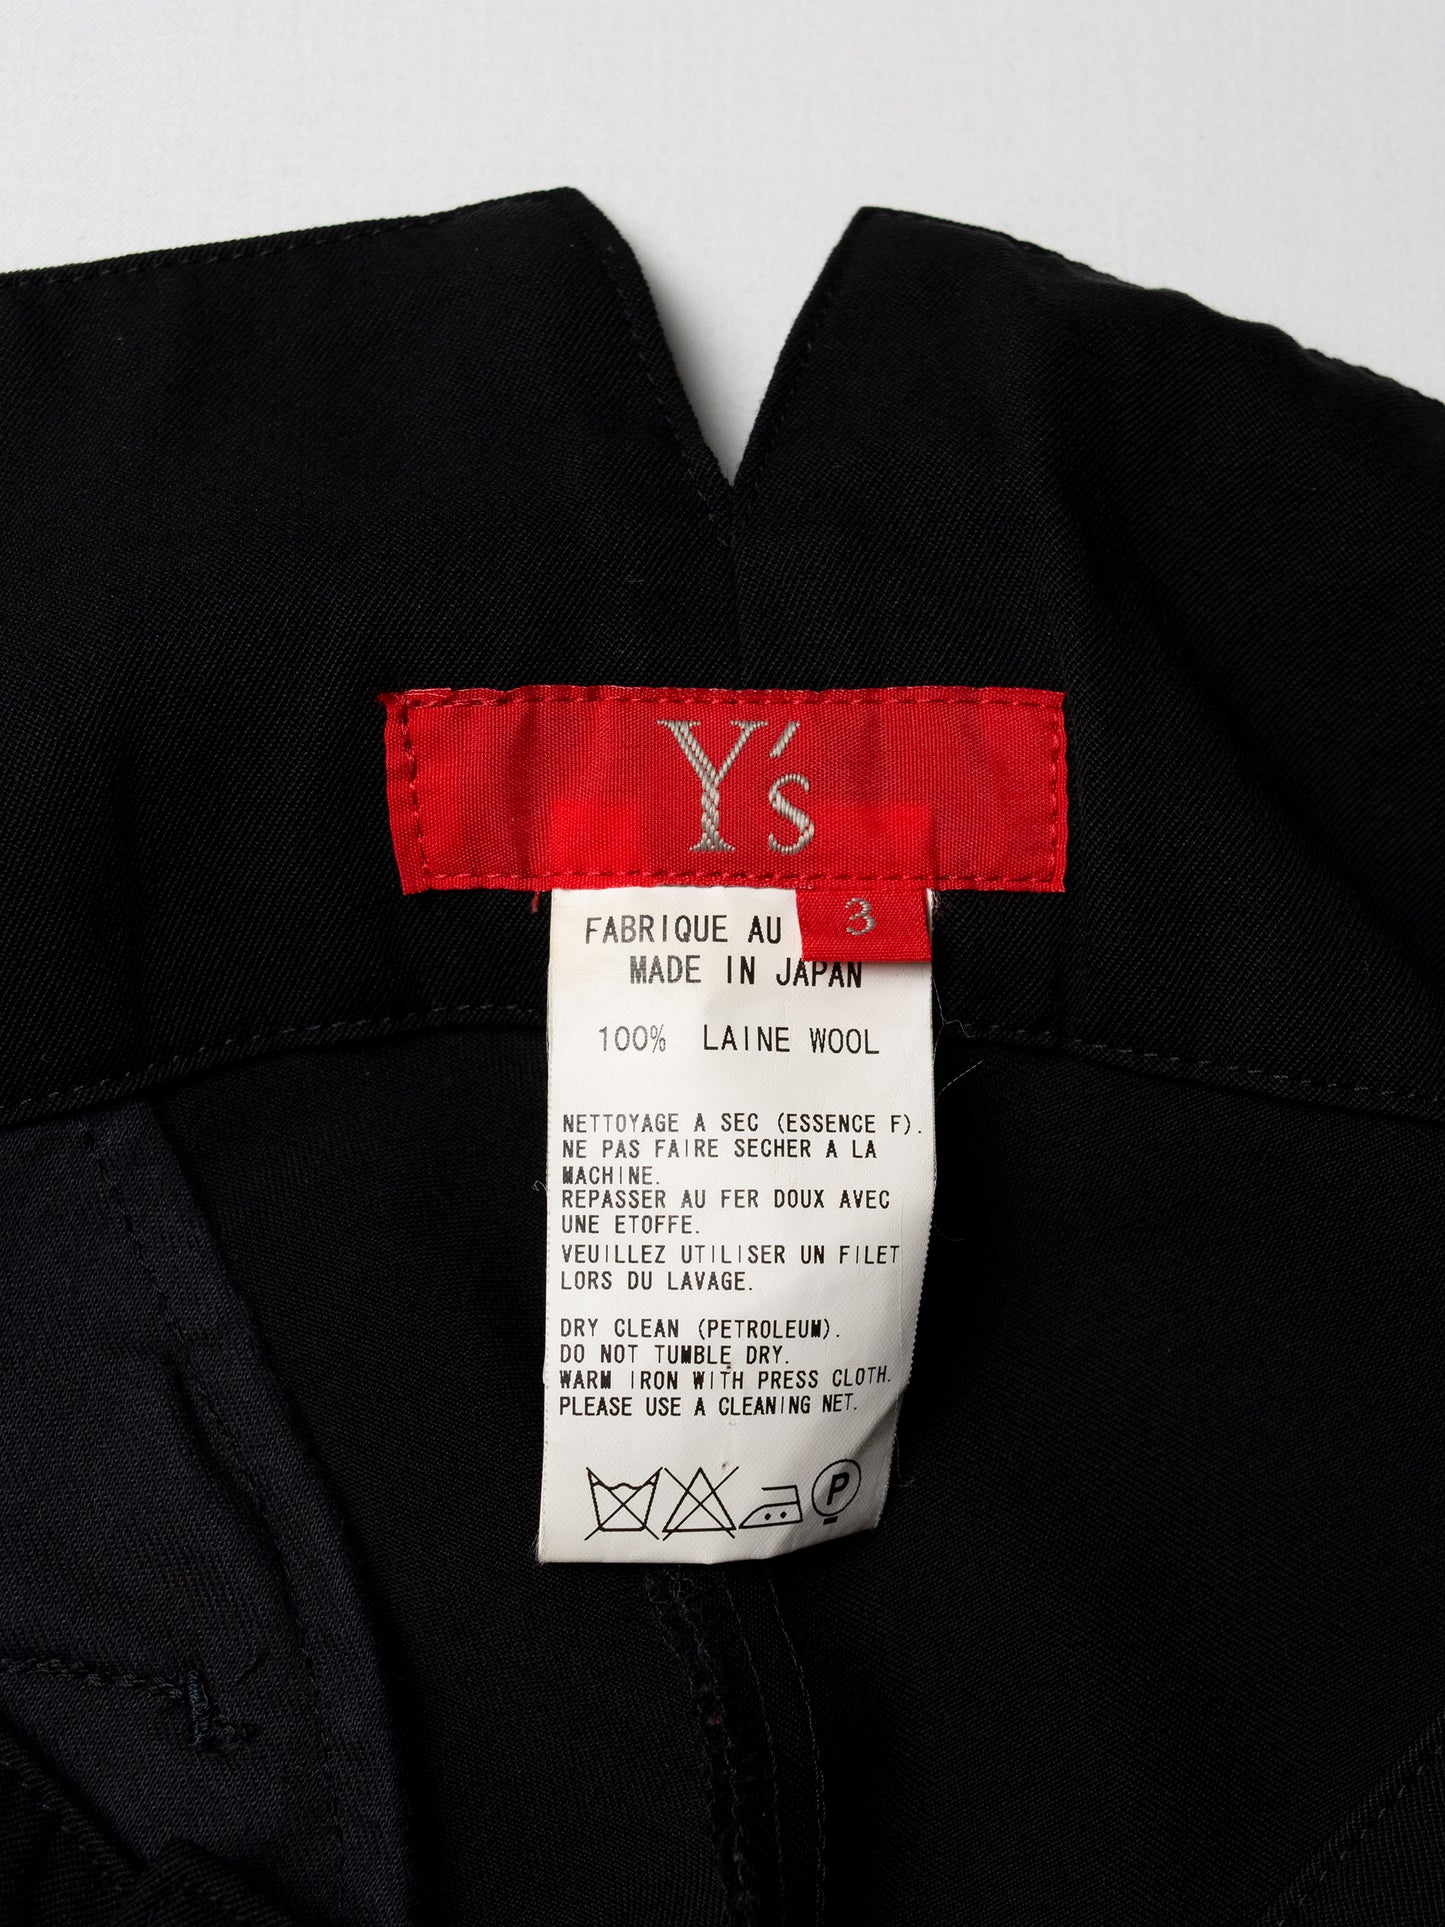 Y's
3
FABRIQUE AU
MADE IN JAPAN
100% LAINE WOOL
NETTOYAGE A SEC (ESSENCE F).
NE PAS FAIRE SECHER A LA
MACHINE.
REPASSER AU FER DOUX AVEC
UNE ETOFFE.
VEUILLEZ UTILISER UN FILET
LORS DU LAVAGE.
DRY CLEAN (PETROLEUM).
DO NOT TUMBLE DRY.
WARM IRON WITH PRESS CLOTH.
PLEASE USE A CLEANING NET.
P